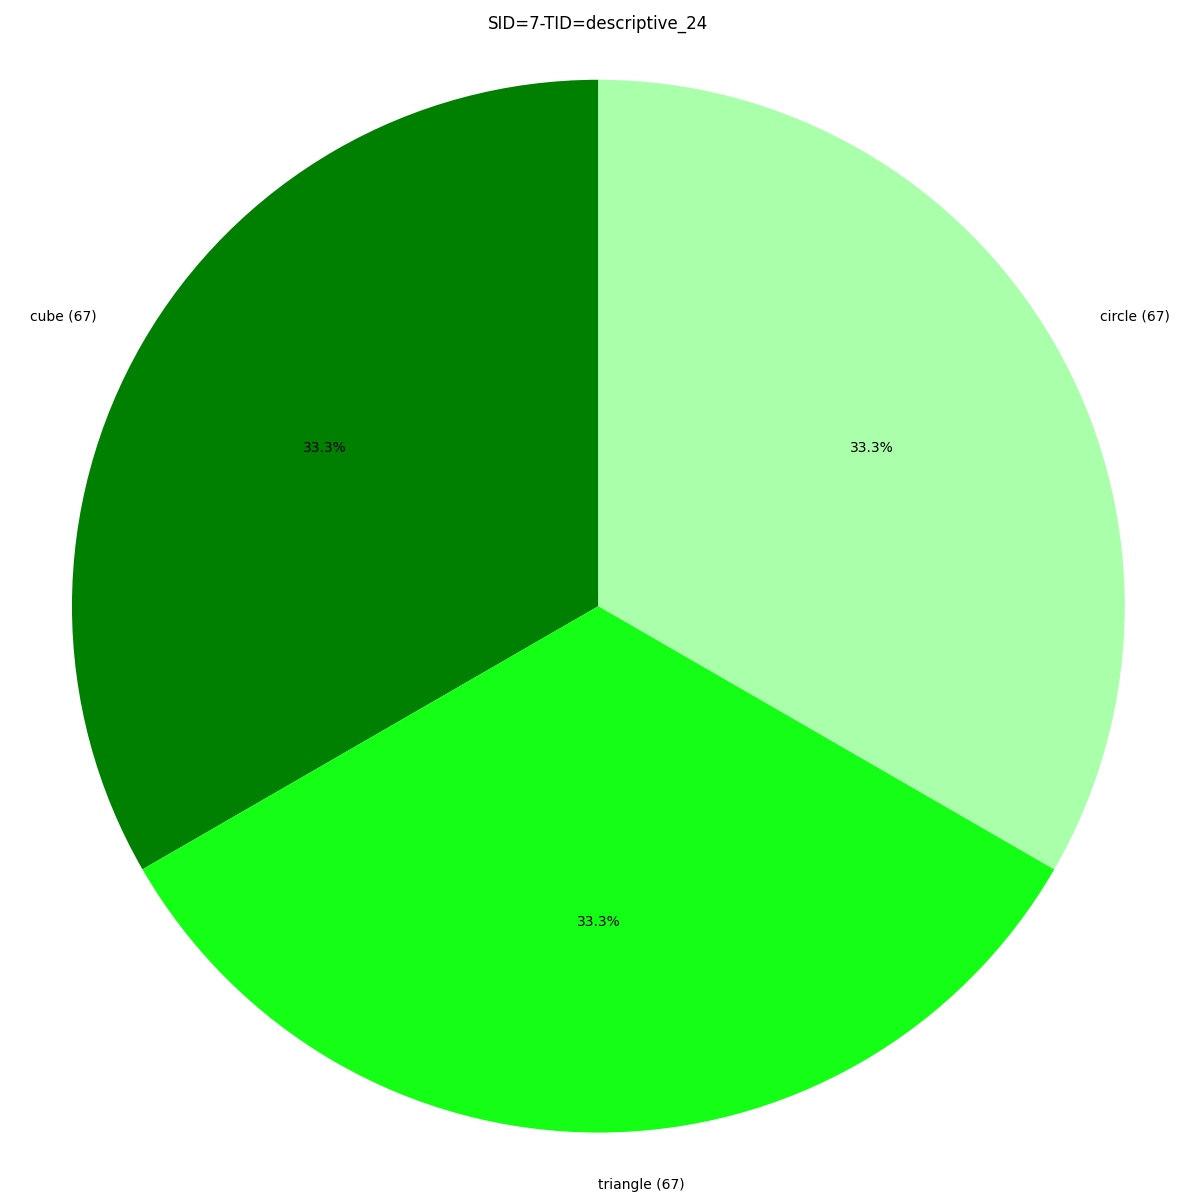 SID=7-TID=descriptive_24
cube (67)
circle (67)
33.3%
33.3%
33.3%
triangle (67)